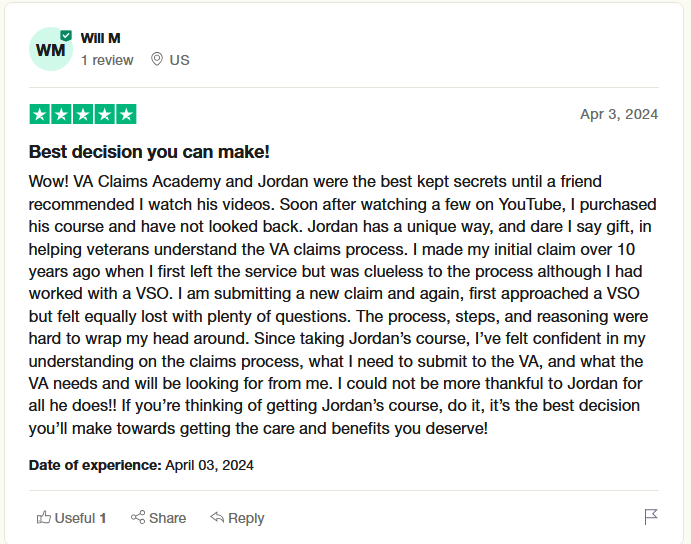 WM
Will M
1 review US
Apr 3, 2024
Best decision you can make!
Wow! VA Claims Academy and Jordan were the best kept secrets until a friend
recommended I watch his videos. Soon after watching a few on YouTube, I purchased
his course and have not looked back. Jordan has a unique way, and dare I say gift, in
helping veterans understand the VA claims process. I made my initial claim over 10
years ago when I first left the service but was clueless to the process although I had
worked with a VSO. I am submitting a new claim and again, first approached a VSO
but felt equally lost with plenty of questions. The process, steps, and reasoning were
hard to wrap my head around. Since taking Jordan’s course, I’ve felt confident in my
understanding on the claims process, what I need to submit to the VA, and what the
VA needs and will be looking for from me. I could not be more thankful to Jordan for
all he does!! If you’re thinking of getting Jordan’s course, do it, it’s the best decision
you’ll make towards getting the care and benefits you deserve!
Date of experience: April 03, 2024
Useful 1 Share Reply